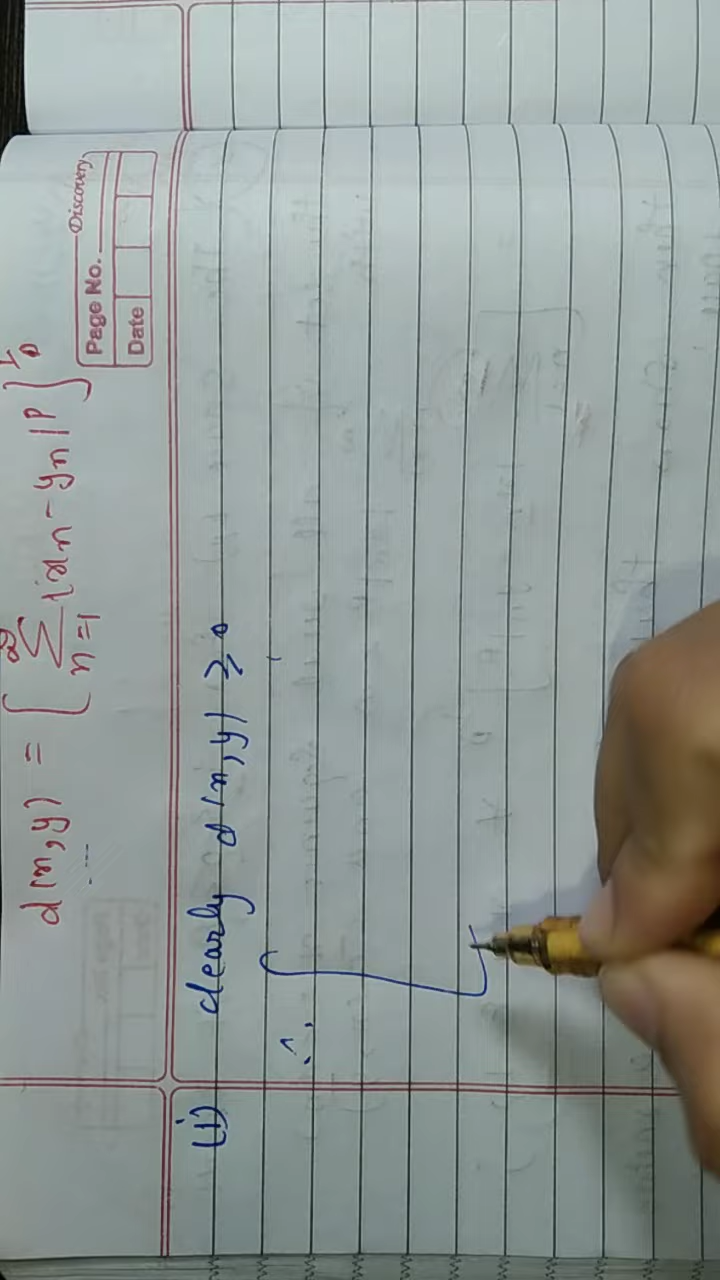 d(x,y) = [ ∞ Σ n=1 |xn - yn|^p ]^1/p
Discovery
Page No.
Date
(i) clearly d(x,y) ≥ 0
∴ [